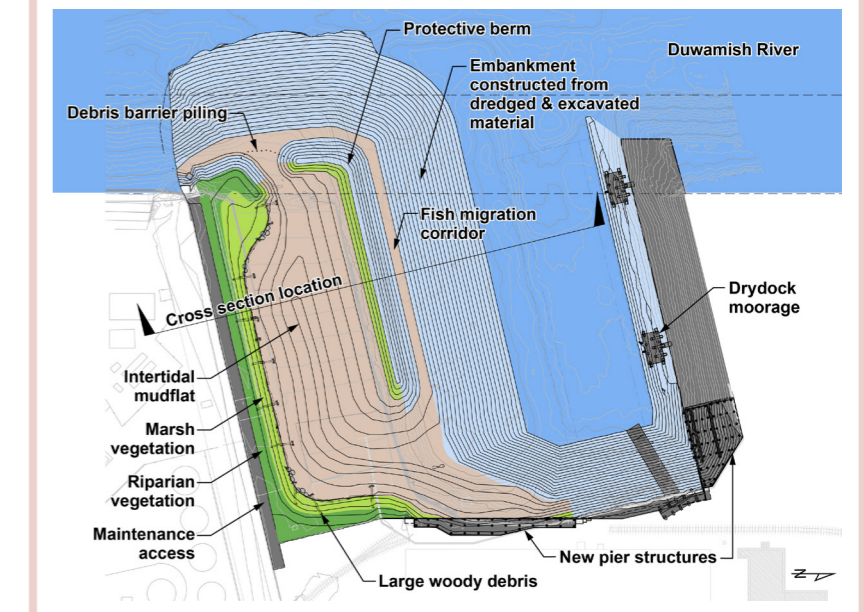 Protective berm
Duwamish River
Embankment
constructed from
dredged & excavated
material
Debris barrier piling
Fish migration
corridor
Cross section location
Drydock
moorage
Intertidal
mudflat
Marsh
vegetation
Riparian
vegetation
Maintenance
access
New pier structures
Large woody debris
Z